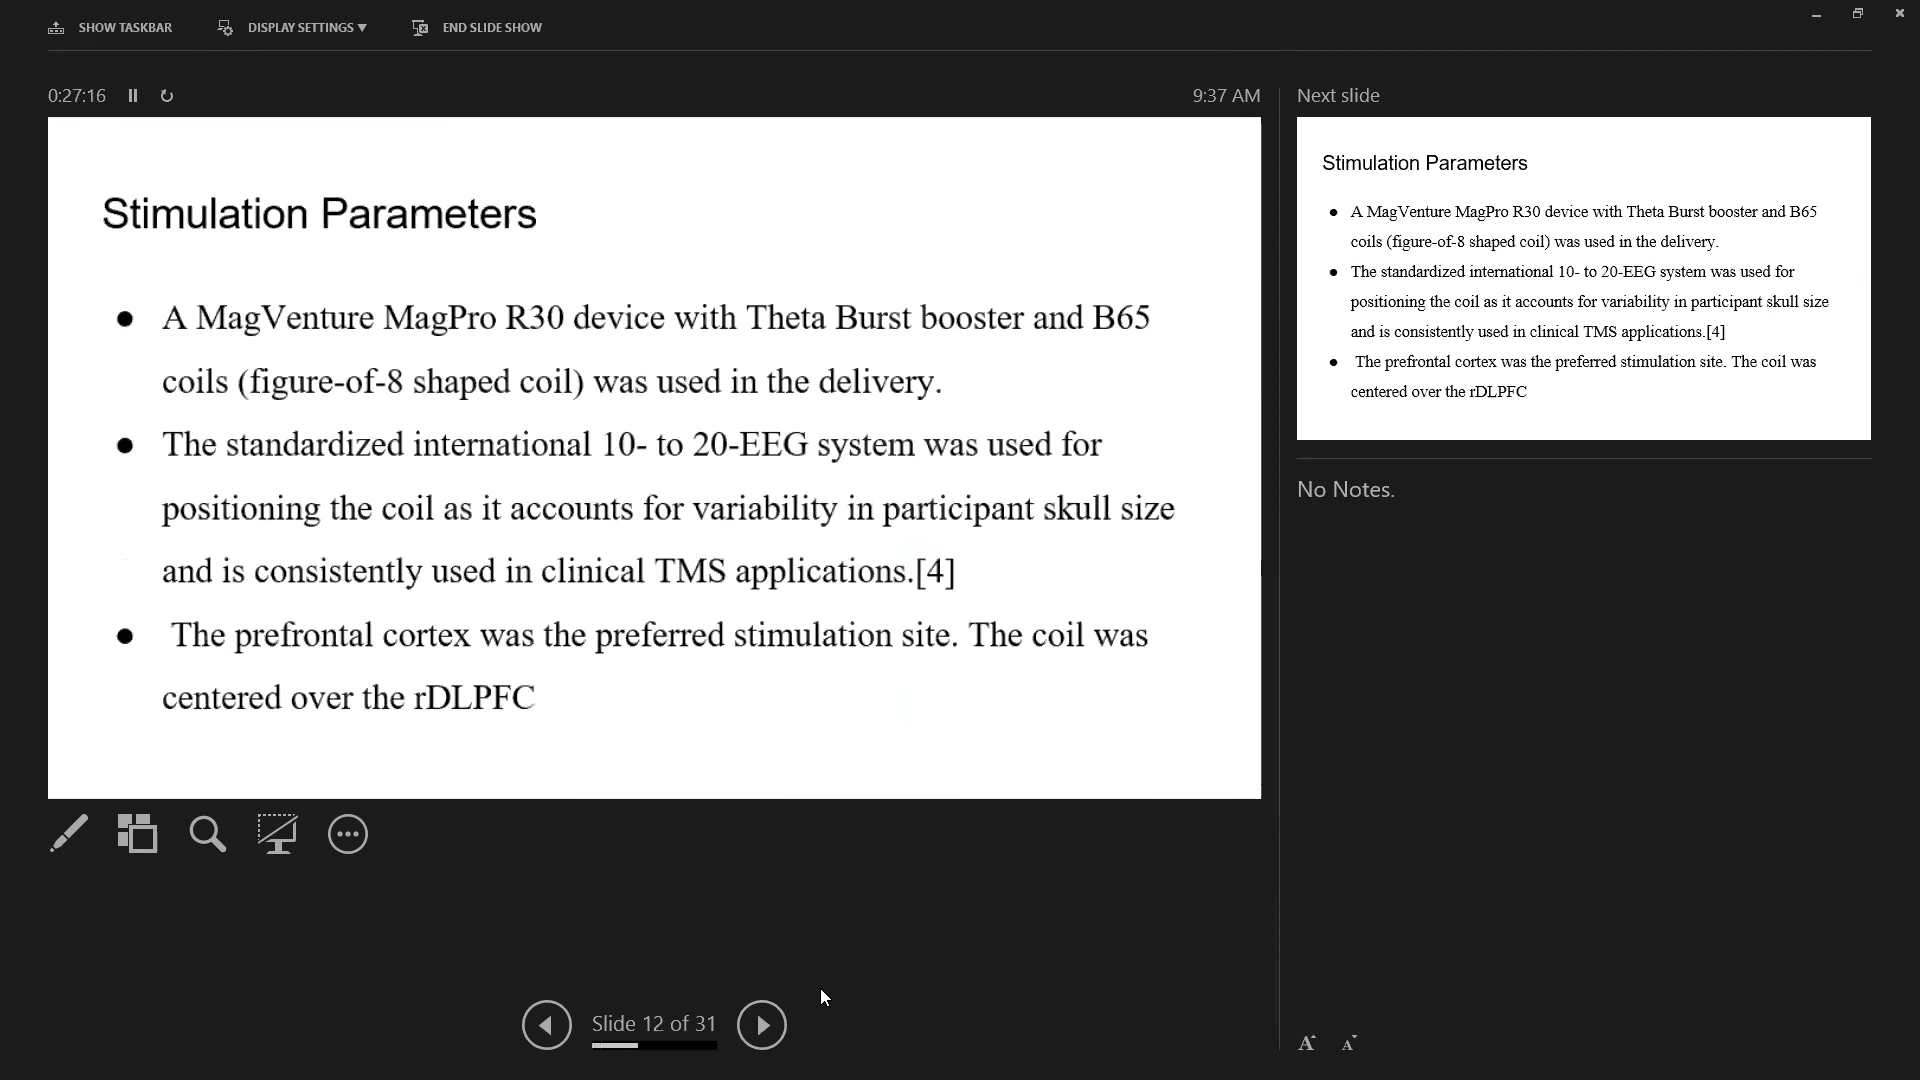 SHOW TASKBAR
DISPLAY SETTINGS
END SLIDE SHOW
0:27:16
9:37 AM
Stimulation Parameters
● A MagVenture MagPro R30 device with Theta Burst booster and B65
coils (figure-of-8 shaped coil) was used in the delivery.
● The standardized international 10- to 20-EEG system was used for
positioning the coil as it accounts for variability in participant skull size
and is consistently used in clinical TMS applications.[4]
● The prefrontal cortex was the preferred stimulation site. The coil was
centered over the rDLPFC
Slide 12 of 31
Next slide
Stimulation Parameters
● A MagVenture MagPro R30 device with Theta Burst booster and B65
coils (figure-of-8 shaped coil) was used in the delivery.
● The standardized international 10- to 20-EEG system was used for
positioning the coil as it accounts for variability in participant skull size
and is consistently used in clinical TMS applications.[4]
● The prefrontal cortex was the preferred stimulation site. The coil was
centered over the rDLPFC
No Notes.
A A